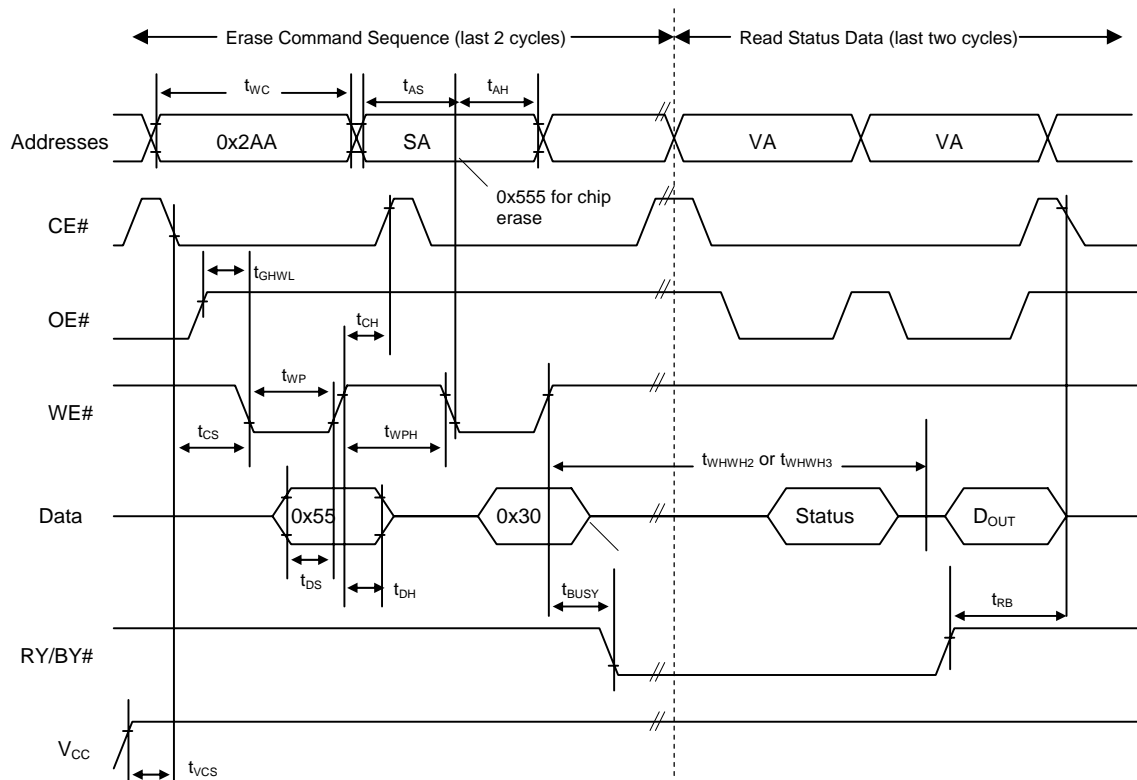 Erase Command Sequence (last 2 cycles)
Read Status Data (last two cycles)
tWC
tAS
tAH
Addresses
0x2AA
SA
VA
VA
0x555 for chip
erase
CE#
tGHWL
OE#
tCH
tWP
WE#
tCS
tWPH
tWHWH2 or tWHWH3
Data
0x55
0x30
Status
DOUT
tDS
tDH
tBUSY
tRB
RY/BY#
VCC
tVCS